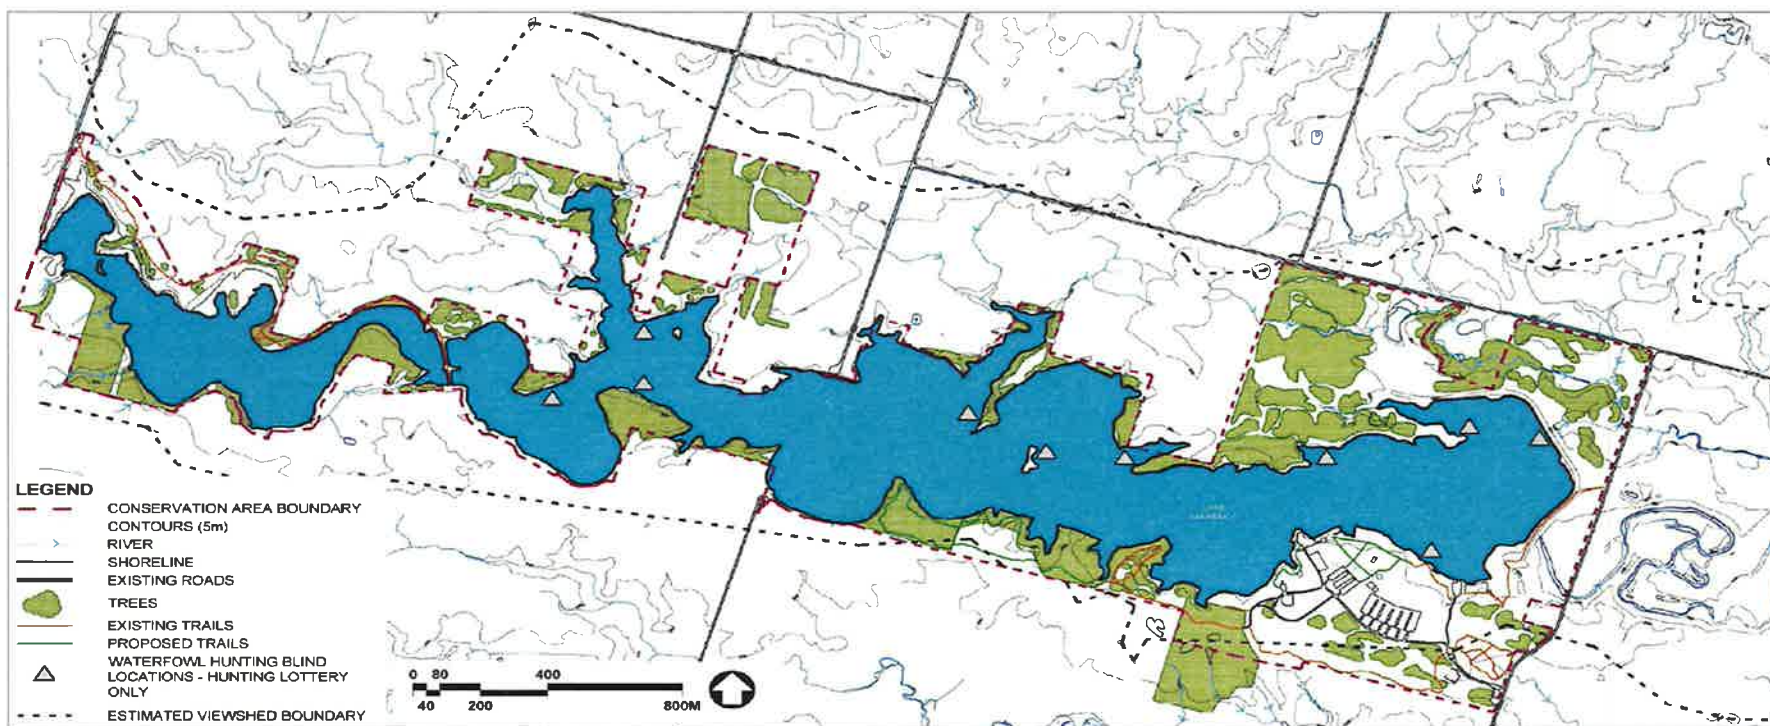 LEGEND
CONSERVATION AREA BOUNDARY
CONTOURS (5m)
RIVER
SHORELINE
EXISTING ROADS
TREES
EXISTING TRAILS
PROPOSED TRAILS
WATERFOWL HUNTING BLIND
LOCATIONS - HUNTING LOTTERY
ONLY
ESTIMATED VIEWSHED BOUNDARY
0 80 400
40 200 800M